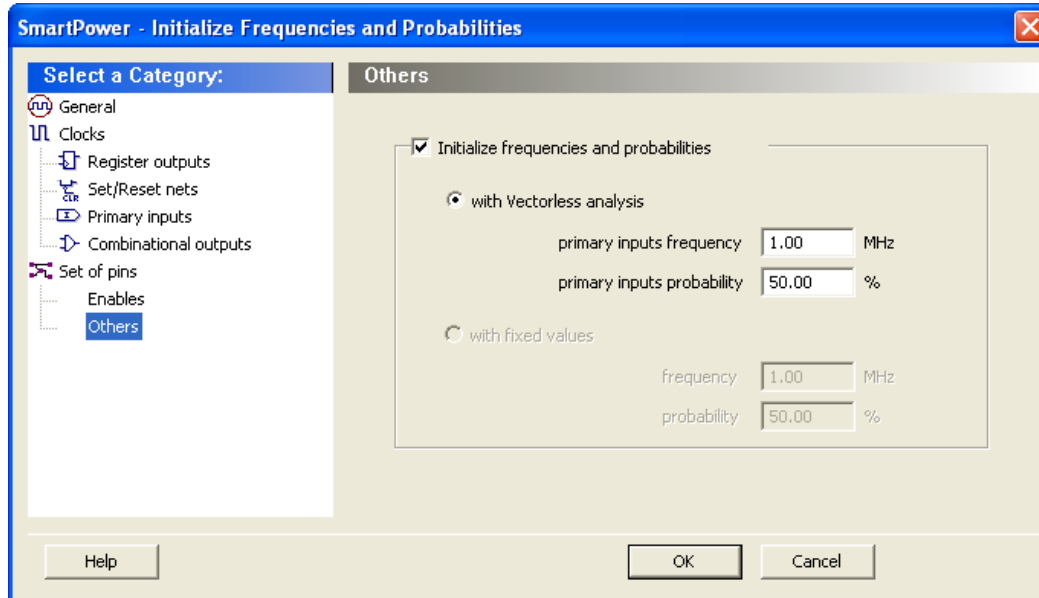 SmartPower - Initialize Frequencies and Probabilities
Select a Category:
General
Clocks
Register outputs
CLR
Set/Reset nets
Primary inputs
Combinational outputs
Set of pins
Enables
Others
Others
Initialize frequencies and probabilities
with Vectorless analysis
primary inputs frequency 1.00 MHz
primary inputs probability 50.00 %
with fixed values
frequency 1.00 MHz
probability 50.00 %
Help OK Cancel